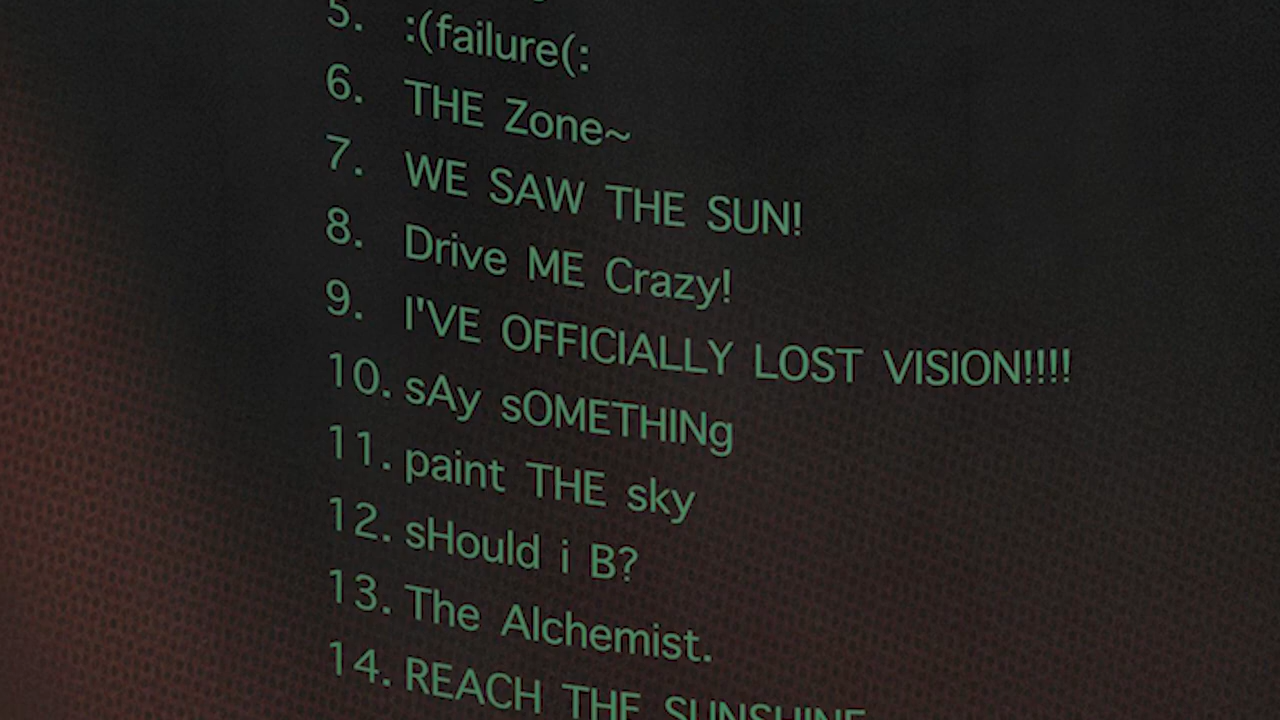 5. :(failure(:
6. THE Zone~
7. WE SAW THE SUN!
8. Drive ME Crazy!
9. I'VE OFFICIALLY LOST VISION!!!!
10. sAy sOMETHINg
11. paint THE sky
12. sHould i B?
13. The Alchemist.
14. REACH THE SUNSHINE